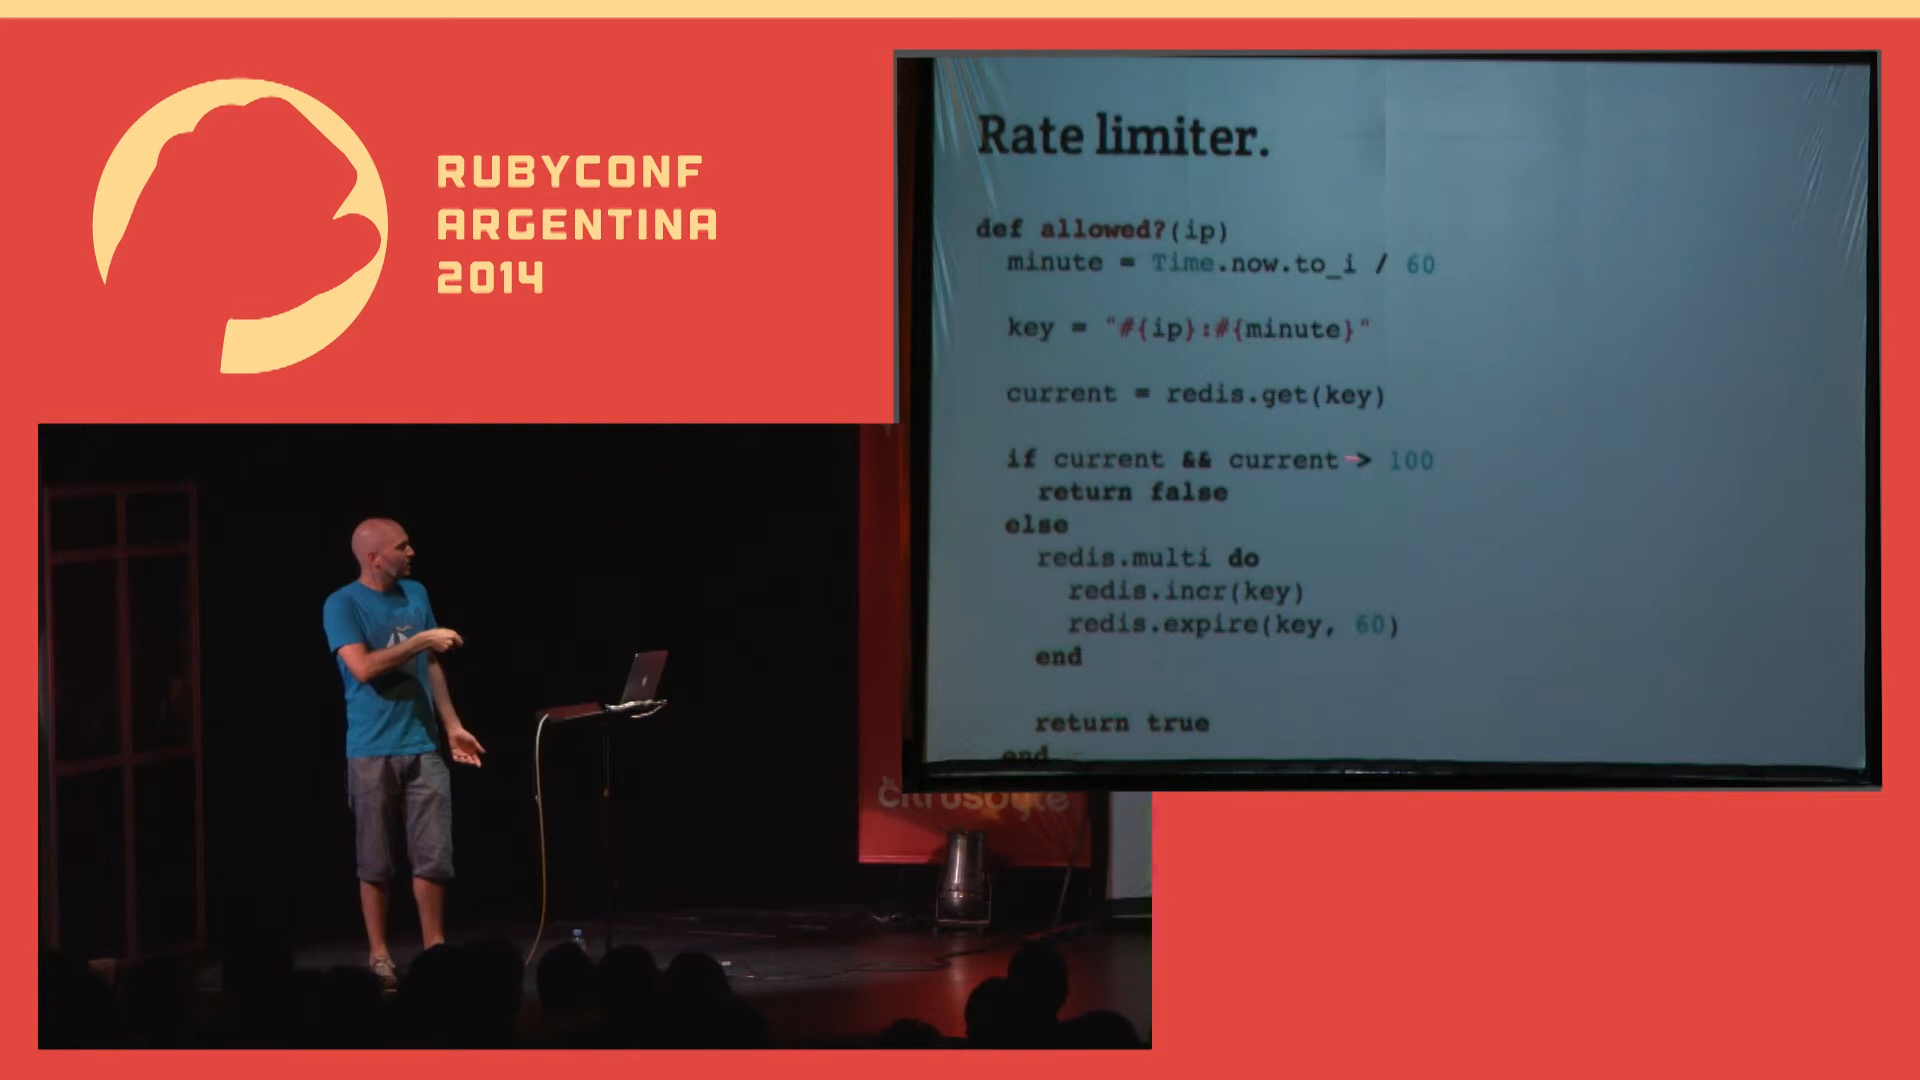 RUBYCONF
ARGENTINA
2014
Rate limiter.
def allowed?(ip)
minute = Time.now.to_i / 60
key = "#{ip}:#{minute}"
current = redis.get(key)
if current && current > 100
return false
else
redis.multi do
redis.incr(key)
redis.expire(key, 60)
end
return true
end
citrusbyte